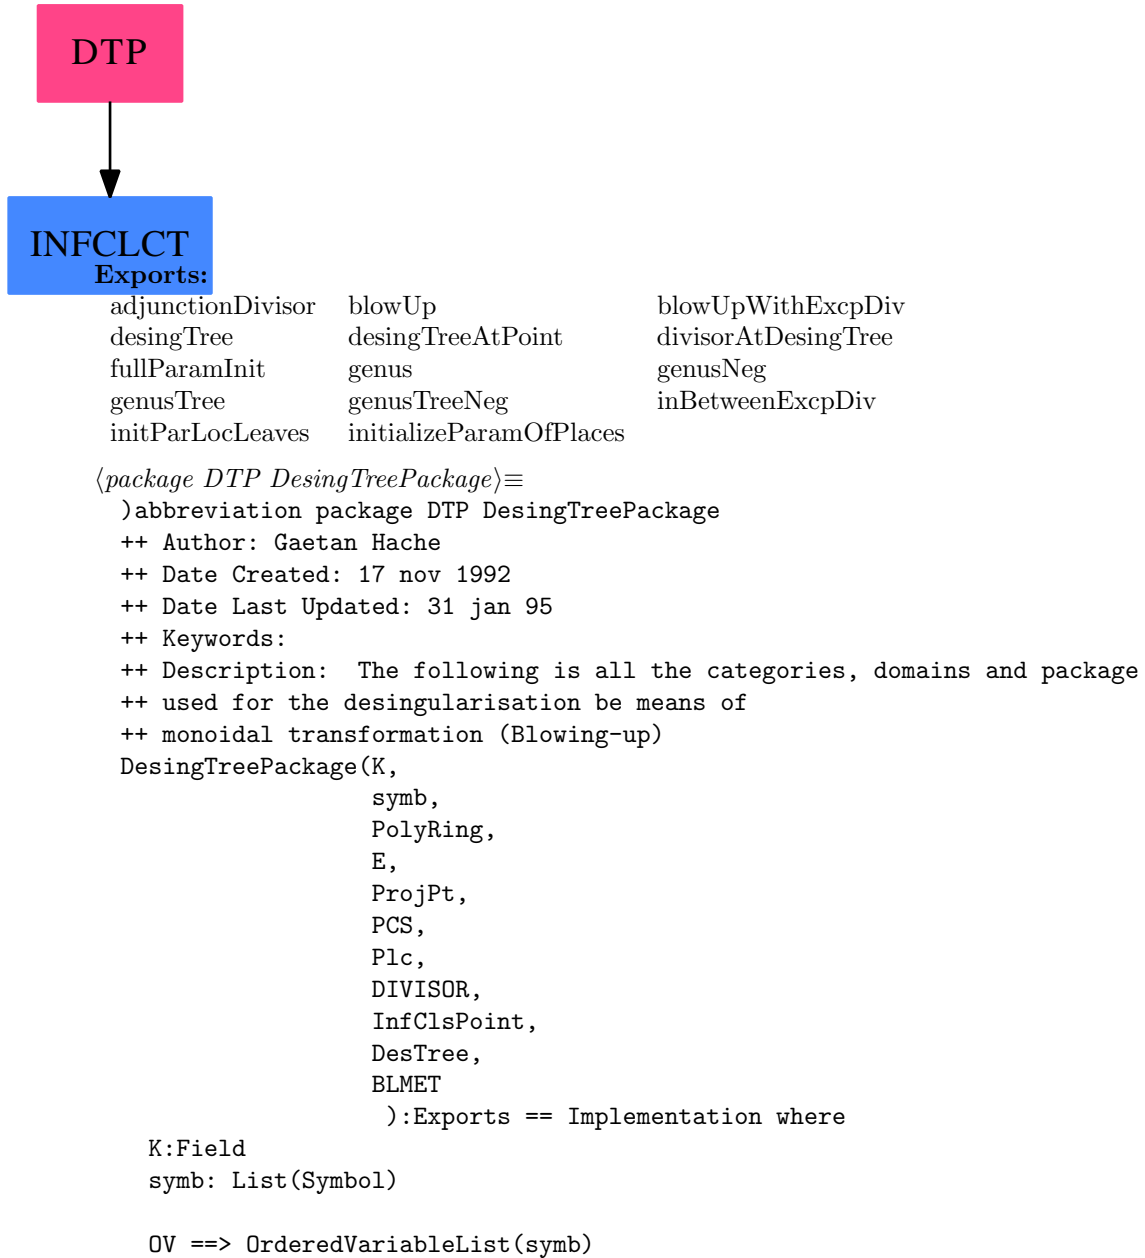 DTP
INFCLCT
Exports:
adjunctionDivisor blowUp blowUpWithExcpDiv
desingTree desingTreeAtPoint divisorAtDesingTree
fullParamInit genus genusNeg
genusTree genusTreeNeg inBetweenExcpDiv
initParLocLeaves initializeParamOfPlaces
⟨package DTP DesingTreePackage⟩≡
)abbreviation package DTP DesingTreePackage
++ Author: Gaetan Hache
++ Date Created: 17 nov 1992
++ Date Last Updated: 31 jan 95
++ Keywords:
++ Description:  The following is all the categories, domains and package
++ used for the desingularisation be means of
++ monoidal transformation (Blowing-up)
DesingTreePackage(K,
symb,
PolyRing,
E,
ProjPt,
PCS,
Plc,
DIVISOR,
InfClsPoint,
DesTree,
BLMET
):Exports == Implementation where
K:Field
symb: List(Symbol)
OV ==> OrderedVariableList(symb)